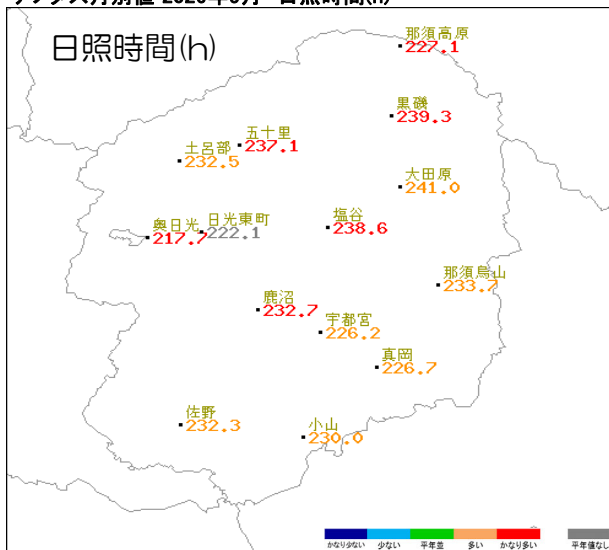 日照時間(h)
那須高原
227.1
黒磯
239.3
五十里
237.1
土呂部
232.5
大田原
241.0
日光東町
222.1
奥日光
217.7
塩谷
238.6
那須烏山
233.7
鹿沼
232.7
宇都宮
226.2
真岡
226.7
佐野
232.3
小山
230.0
かなり少ない 少ない 平年並 多い かなり多い 平年値なし